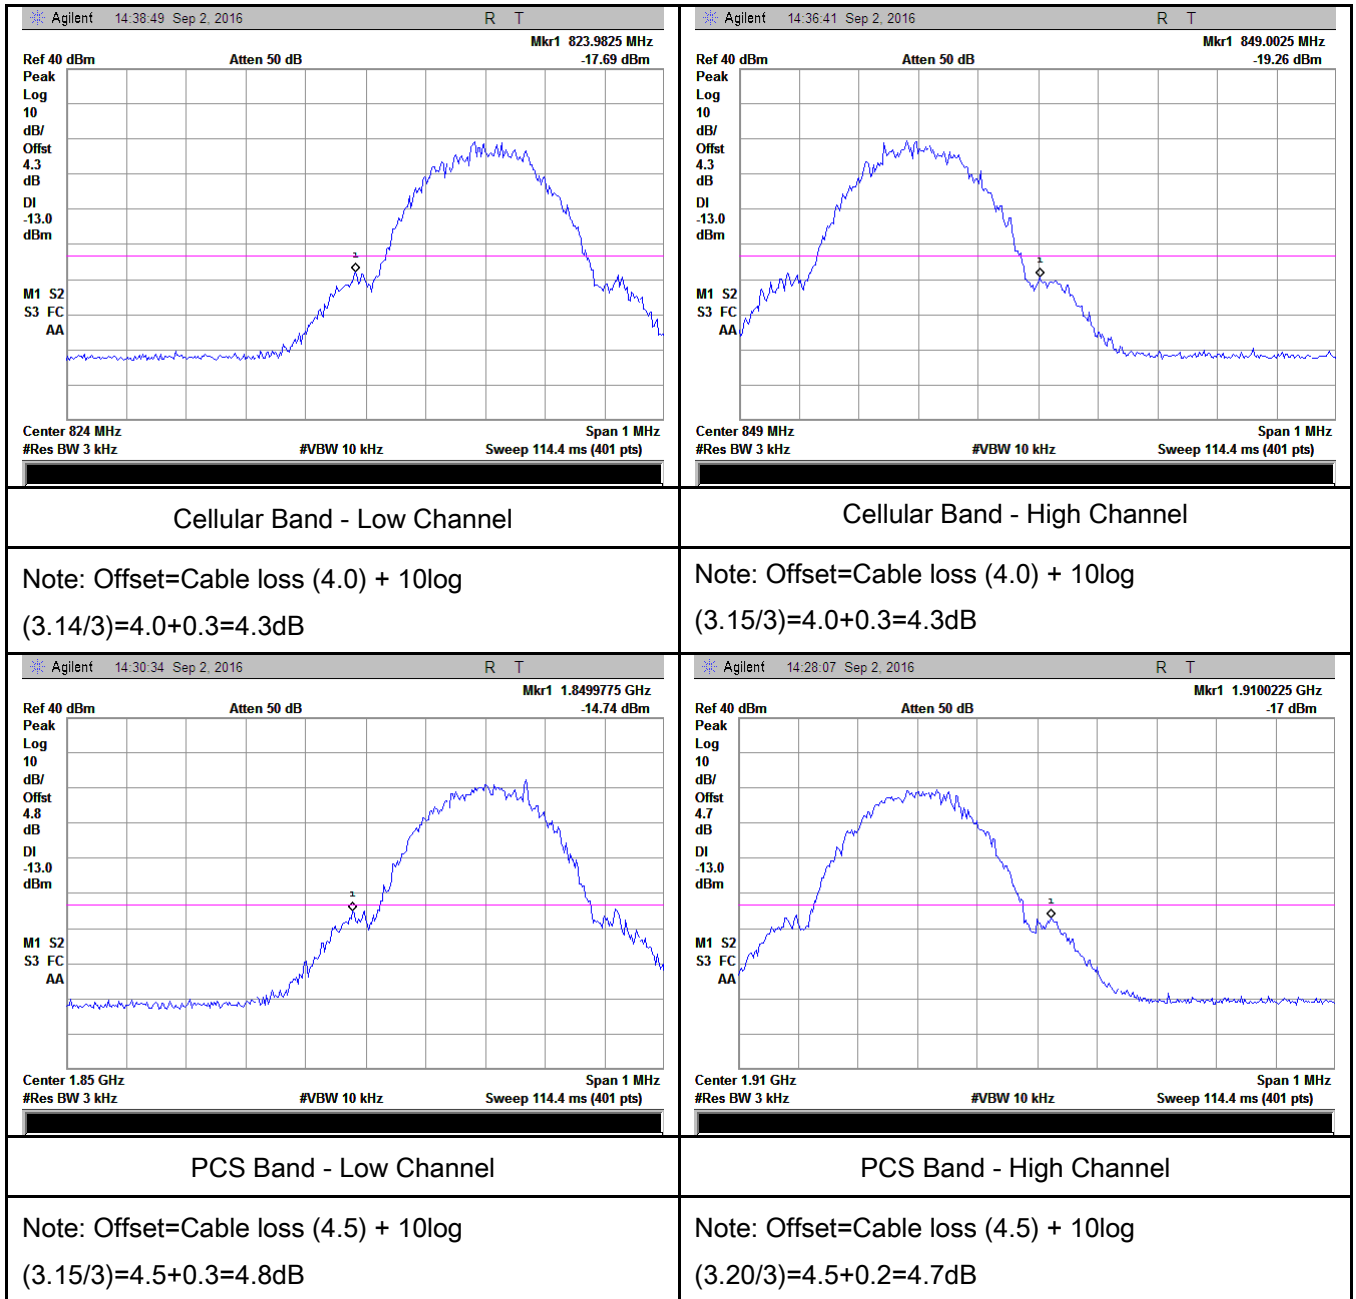 Agilent 14:38:49 Sep 2, 2016 R T
Mkr1 823.9825 MHz
Ref 40 dBm Atten 50 dB -17.69 dBm
Peak
Log
10
dB/
Offst
4.3
dB
DI
-13.0
dBm
1
M1 S2
S3 FC
AA
Center 824 MHz Span 1 MHz
#Res BW 3 kHz #VBW 10 kHz Sweep 114.4 ms (401 pts)
Agilent 14:36:41 Sep 2, 2016 R T
Mkr1 849.0025 MHz
Ref 40 dBm Atten 50 dB -19.26 dBm
Peak
Log
10
dB/
Offst
4.3
dB
DI
-13.0
dBm
1
M1 S2
S3 FC
AA
Center 849 MHz Span 1 MHz
#Res BW 3 kHz #VBW 10 kHz Sweep 114.4 ms (401 pts)
Cellular Band - Low Channel
Cellular Band - High Channel
Note: Offset=Cable loss (4.0) + 10log
(3.14/3)=4.0+0.3=4.3dB
Note: Offset=Cable loss (4.0) + 10log
(3.15/3)=4.0+0.3=4.3dB
Agilent 14:30:34 Sep 2, 2016 R T
Mkr1 1.8499775 GHz
Ref 40 dBm Atten 50 dB -14.74 dBm
Peak
Log
10
dB/
Offst
4.8
dB
DI
-13.0
dBm
1
M1 S2
S3 FC
AA
Center 1.85 GHz Span 1 MHz
#Res BW 3 kHz #VBW 10 kHz Sweep 114.4 ms (401 pts)
Agilent 14:28:07 Sep 2, 2016 R T
Mkr1 1.9100225 GHz
Ref 40 dBm Atten 50 dB -17 dBm
Peak
Log
10
dB/
Offst
4.7
dB
DI
-13.0
dBm
1
M1 S2
S3 FC
AA
Center 1.91 GHz Span 1 MHz
#Res BW 3 kHz #VBW 10 kHz Sweep 114.4 ms (401 pts)
PCS Band - Low Channel
PCS Band - High Channel
Note: Offset=Cable loss (4.5) + 10log
(3.15/3)=4.5+0.3=4.8dB
Note: Offset=Cable loss (4.5) + 10log
(3.20/3)=4.5+0.2=4.7dB